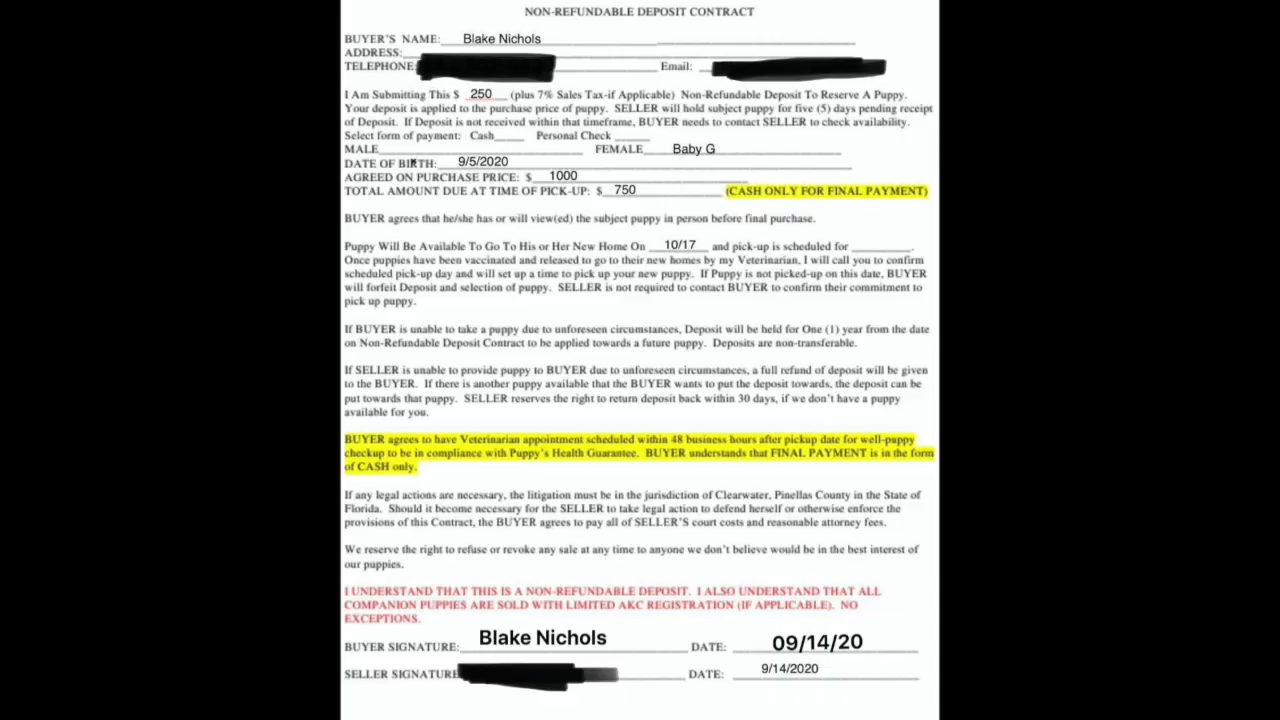 NON-REFUNDABLE DEPOSIT CONTRACT
BUYER'S NAME: Blake Nichols
ADDRESS:
TELEPHONE: Email:
I Am Submitting This $ 250 (plus 7% Sales Tax-if Applicable) Non-Refundable Deposit To Reserve A Puppy.
Your deposit is applied to the purchase price of puppy. SELLER will hold subject puppy for five (5) days pending receipt
of Deposit. If Deposit is not received within that timeframe, BUYER needs to contact SELLER to check availability.
Select form of payment: Cash_____ Personal Check ______
MALE FEMALE Baby G
DATE OF BIRTH: 9/5/2020
AGREED ON PURCHASE PRICE: $ 1000
TOTAL AMOUNT DUE AT TIME OF PICK-UP: $ 750 (CASH ONLY FOR FINAL PAYMENT)
BUYER agrees that he/she has or will view(ed) the subject puppy in person before final purchase.
Puppy Will Be Available To Go To His or Her New Home On 10/17 and pick-up is scheduled for __________.
Once puppies have been vaccinated and released to go to their new homes by my Veterinarian, I will call you to confirm
scheduled pick-up day and will set up a time to pick up your new puppy. If Puppy is not picked-up on this date, BUYER
will forfeit Deposit and selection of puppy. SELLER is not required to contact BUYER to confirm their commitment to
pick up puppy.
If BUYER is unable to take a puppy due to unforeseen circumstances, Deposit will be held for One (1) year from the date
on Non-Refundable Deposit Contract to be applied towards a future puppy. Deposits are non-transferable.
If SELLER is unable to provide puppy to BUYER due to unforeseen circumstances, a full refund of deposit will be given
to the BUYER. If there is another puppy available that the BUYER wants to put the deposit towards, the deposit can be
put towards that puppy. SELLER reserves the right to return deposit back within 30 days, if we don't have a puppy
available for you.
BUYER agrees to have Veterinarian appointment scheduled within 48 business hours after pickup date for well-puppy
checkup to be in compliance with Puppy's Health Guarantee. BUYER understands that FINAL PAYMENT is in the form
of CASH only.
If any legal actions are necessary, the litigation must be in the jurisdiction of Clearwater, Pinellas County in the State of
Florida. Should it become necessary for the SELLER to take legal action to defend herself or otherwise enforce the
provisions of this Contract, the BUYER agrees to pay all of SELLER'S court costs and reasonable attorney fees.
We reserve the right to refuse or revoke any sale at any time to anyone we don't believe would be in the best interest of
our puppies.
I UNDERSTAND THAT THIS IS A NON-REFUNDABLE DEPOSIT. I ALSO UNDERSTAND THAT ALL
COMPANION PUPPIES ARE SOLD WITH LIMITED AKC REGISTRATION (IF APPLICABLE). NO
EXCEPTIONS.
BUYER SIGNATURE: Blake Nichols DATE: 09/14/20
SELLER SIGNATURE DATE: 9/14/2020